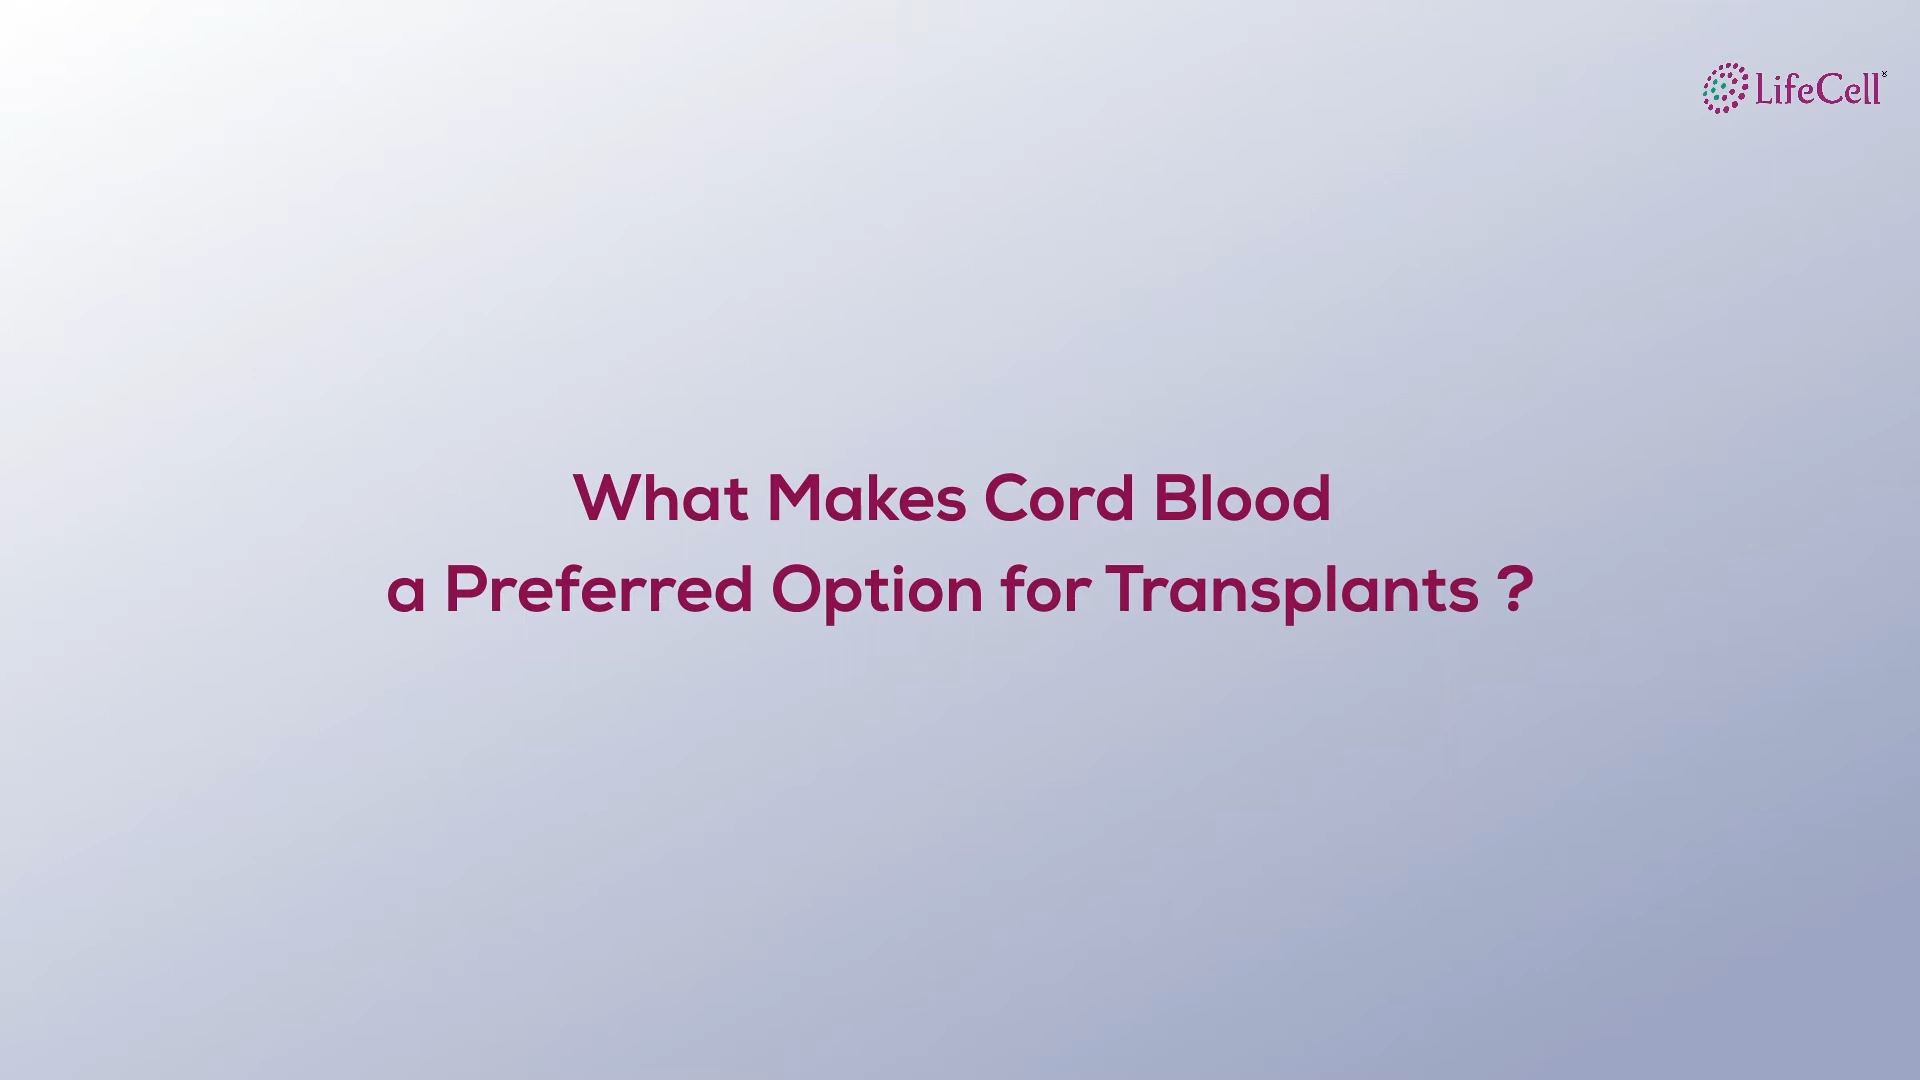 LifeCell
What Makes Cord Blood
a Preferred Option for Transplants ?